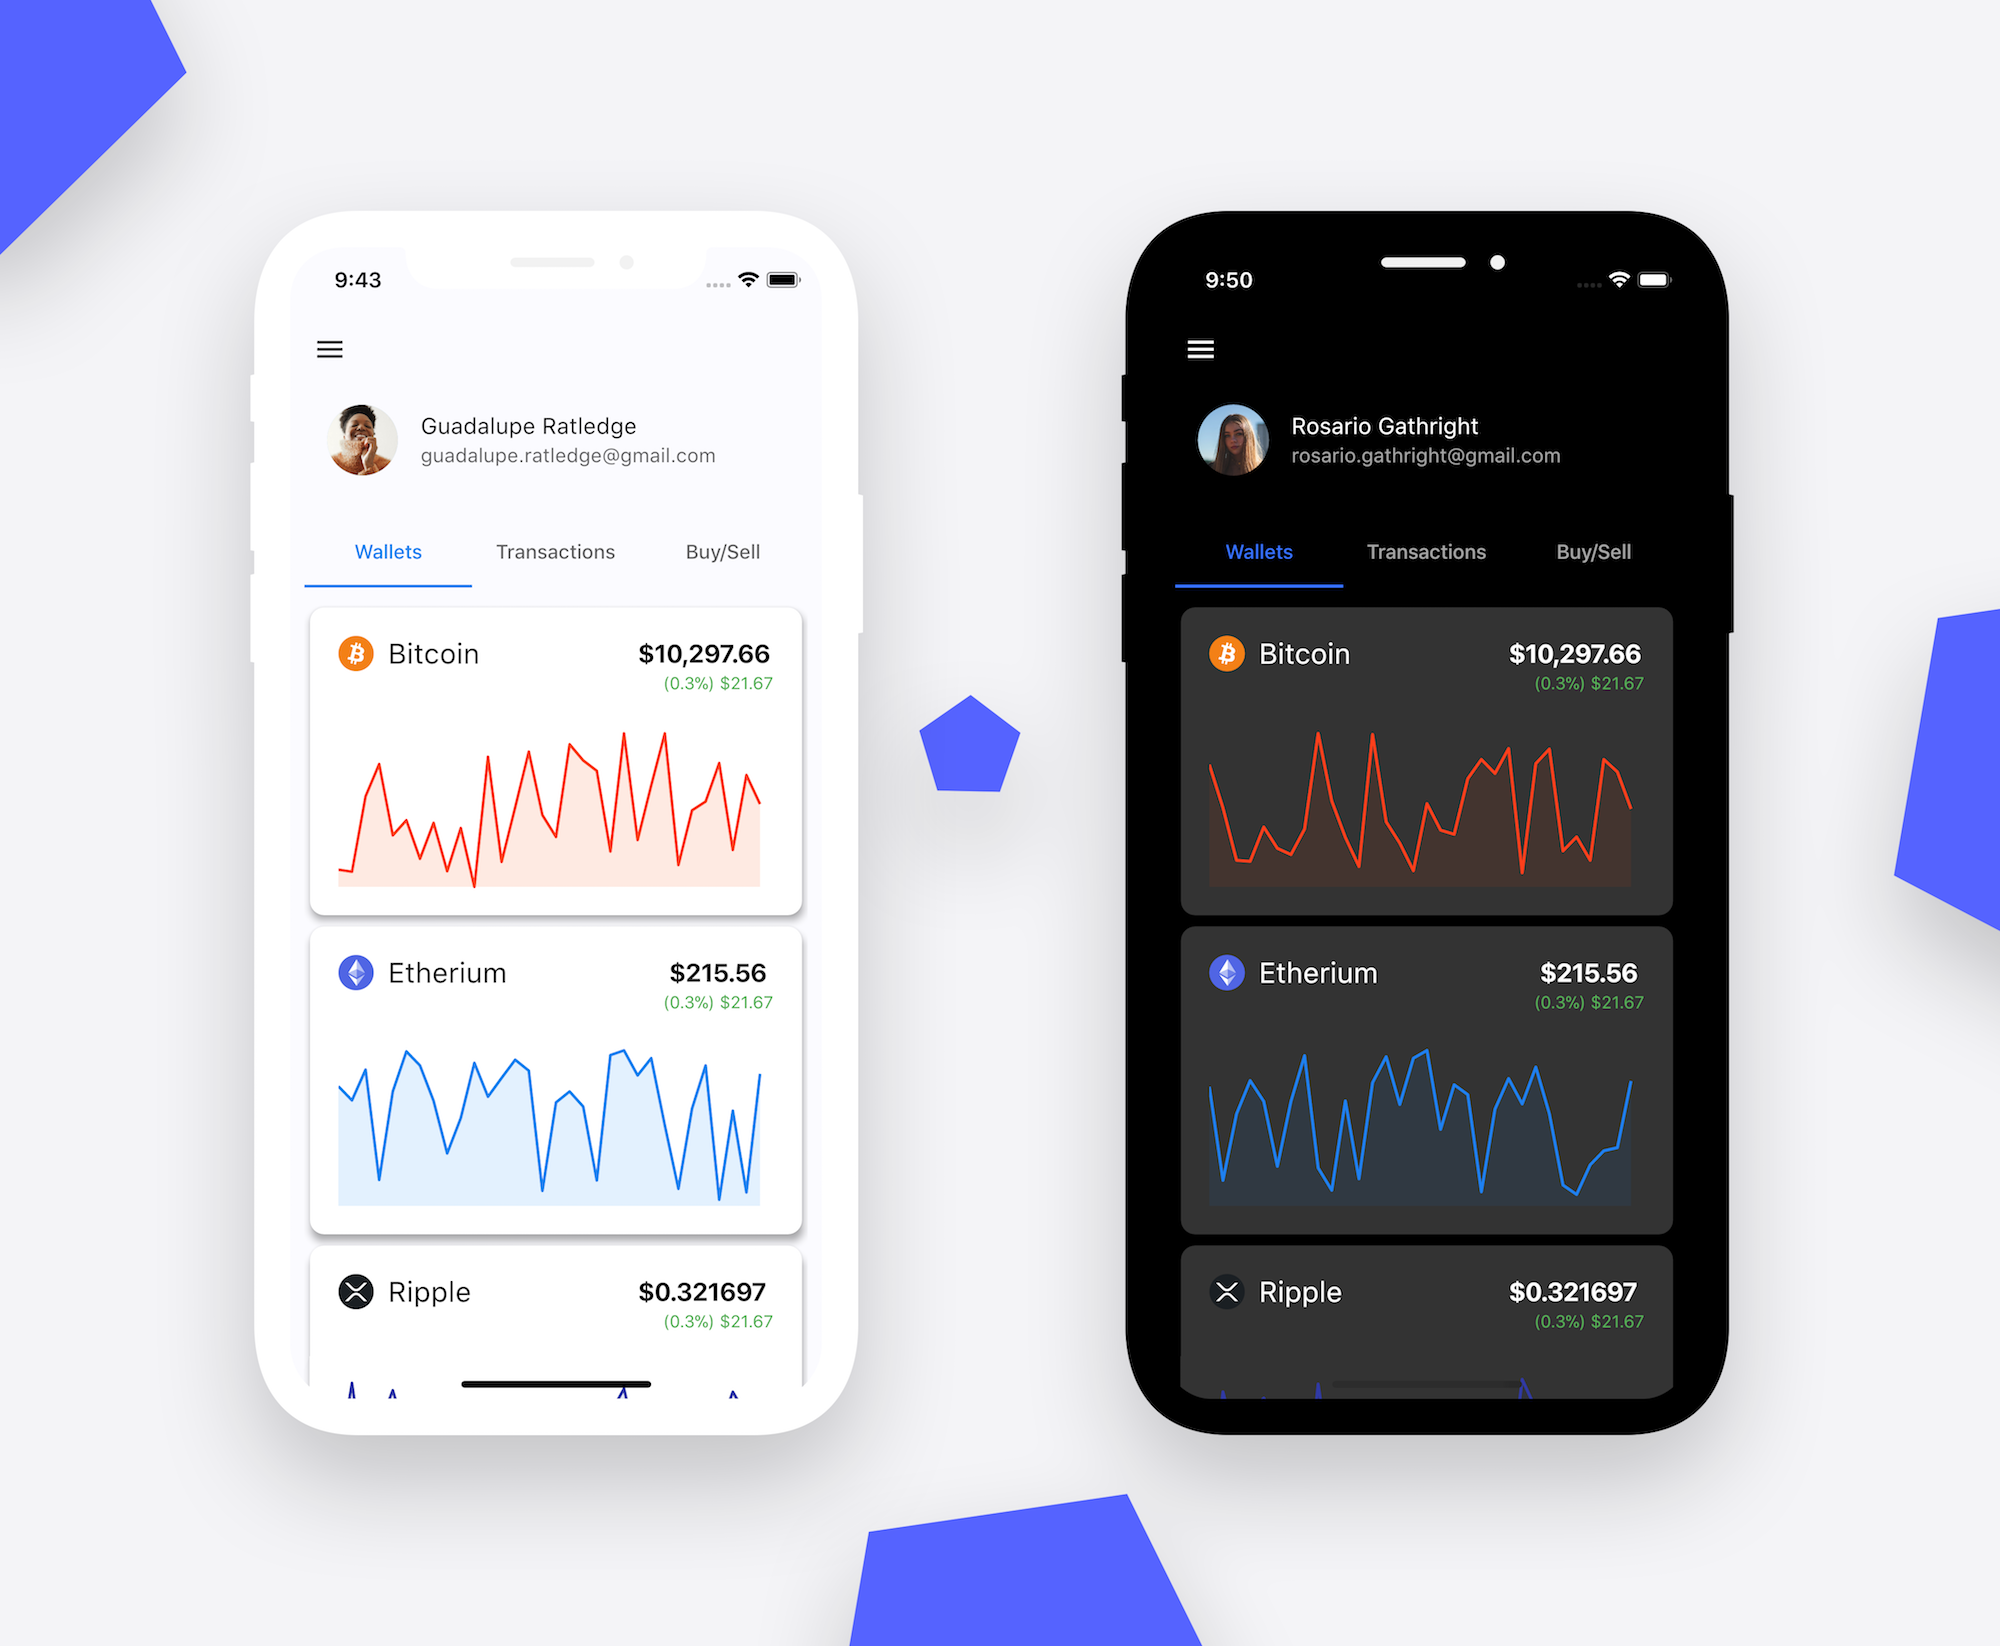 9:43
Guadalupe Ratledge
guadalupe.ratledge@gmail.com
Wallets Transactions Buy/Sell
Bitcoin $10,297.66
(0.3%) $21.67
Etherium $215.56
(0.3%) $21.67
Ripple $0.321697
(0.3%) $21.67
9:50
Rosario Gathright
rosario.gathright@gmail.com
Wallets Transactions Buy/Sell
Bitcoin $10,297.66
(0.3%) $21.67
Etherium $215.56
(0.3%) $21.67
Ripple $0.321697
(0.3%) $21.67